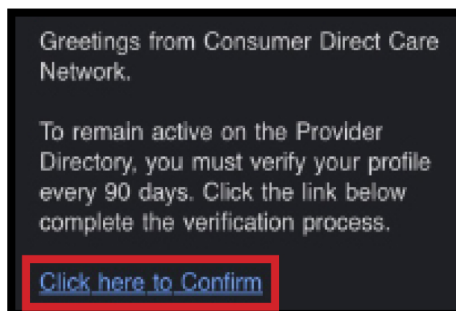 Greetings from Consumer Direct Care
Network.
To remain active on the Provider
Directory, you must verify your profile
every 90 days. Click the link below
complete the verification process.
Click here to Confirm